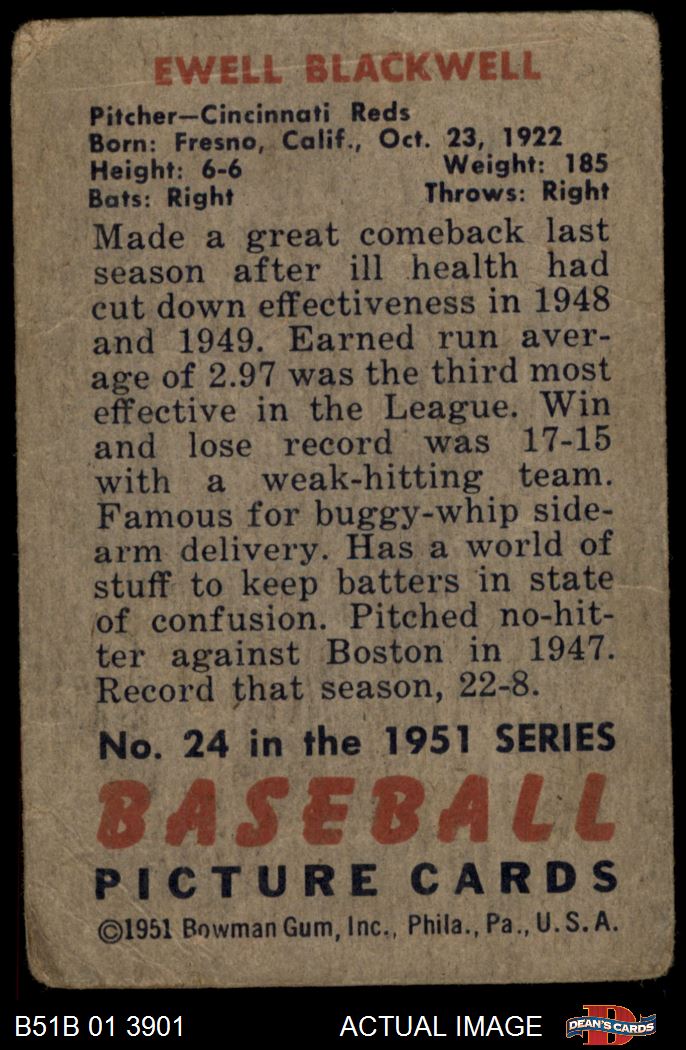 EWELL BLACKWELL
Pitcher—Cincinnati Reds
Born: Fresno, Calif., Oct. 23, 1922
Height: 6-6 Weight: 185
Bats: Right Throws: Right
Made a great comeback last
season after ill health had
cut down effectiveness in 1948
and 1949. Earned run aver-
age of 2.97 was the third most
effective in the League. Win
and lose record was 17-15
with a weak-hitting team.
Famous for buggy-whip side-
arm delivery. Has a world of
stuff to keep batters in state
of confusion. Pitched no-hit-
ter against Boston in 1947.
Record that season, 22-8.
No. 24 in the 1951 SERIES
BASEBALL
PICTURE CARDS
©1951 Bowman Gum, Inc., Phila., Pa., U.S.A.
B51B 01 3901 ACTUAL IMAGE D DEAN'S CARDS